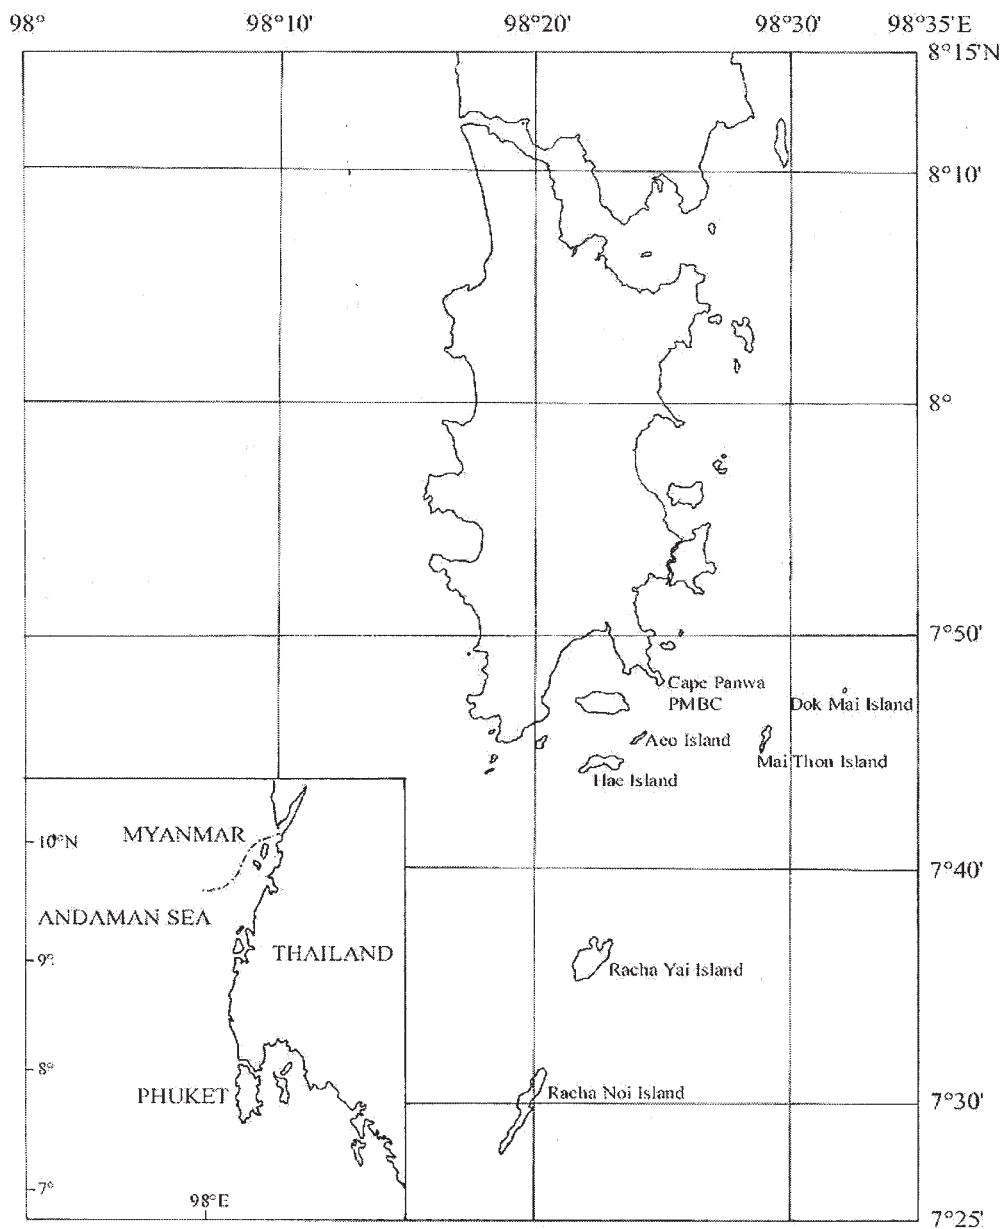 98° 98°10' 98°20' 98°30' 98°35'E
8°15'N
8°10'
8°
7°50'
Cape Panwa
PMBC
Dok Mai Island
Aeo Island
Mai Thon Island
Hae Island
7°40'
Racha Yai Island
Racha Noi Island
7°30'
7°25'
MYANMAR
10°N
ANDAMAN SEA
THAILAND
9°
8°
PHUKET
7°
98°E